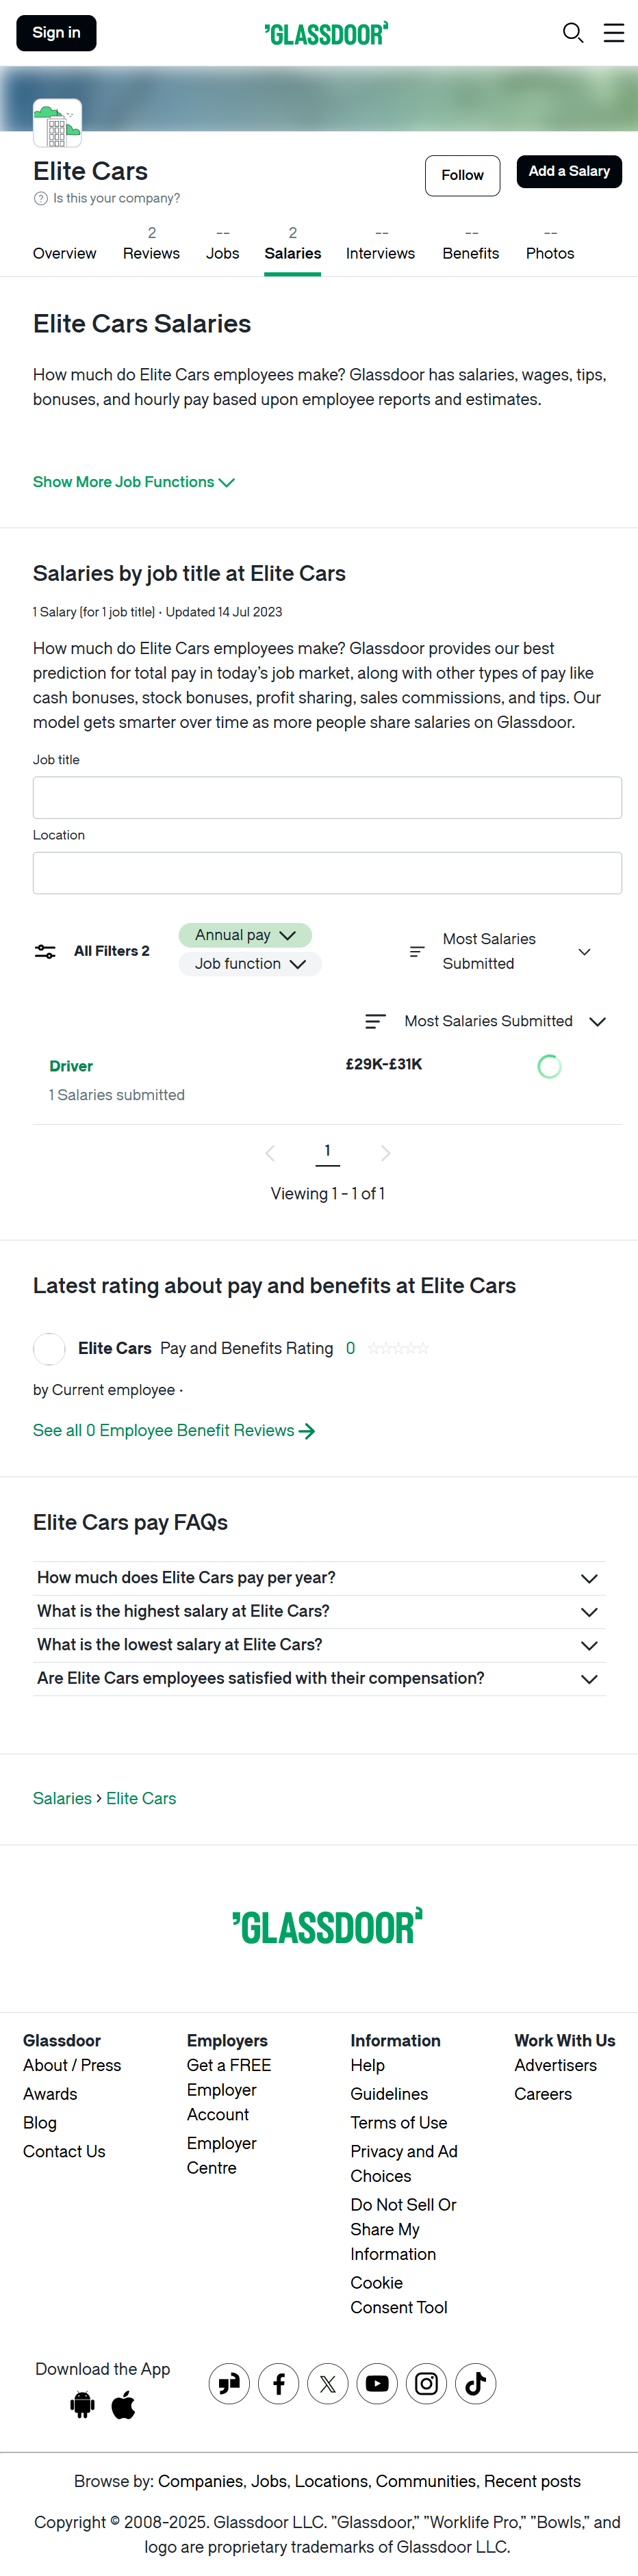 Sign in
GLASSDOOR
Elite Cars
Is this your company?
Follow
Add a Salary
Overview
2
Reviews
--
Jobs
2
Salaries
--
Interviews
--
Benefits
--
Photos
Elite Cars Salaries
How much do Elite Cars employees make? Glassdoor has salaries, wages, tips,
bonuses, and hourly pay based upon employee reports and estimates.
Show More Job Functions
Salaries by job title at Elite Cars
1 Salary (for 1 job title) • Updated 14 Jul 2023
How much do Elite Cars employees make? Glassdoor provides our best
prediction for total pay in today's job market, along with other types of pay like
cash bonuses, stock bonuses, profit sharing, sales commissions, and tips. Our
model gets smarter over time as more people share salaries on Glassdoor.
Job title
Location
All Filters 2
Annual pay
Job function
Most Salaries
Submitted
Most Salaries Submitted
Driver
£29K-£31K
1 Salaries submitted
1
Viewing 1 - 1 of 1
Latest rating about pay and benefits at Elite Cars
Elite Cars Pay and Benefits Rating 0 ☆☆☆☆☆
by Current employee •
See all 0 Employee Benefit Reviews
Elite Cars pay FAQs
How much does Elite Cars pay per year?
What is the highest salary at Elite Cars?
What is the lowest salary at Elite Cars?
Are Elite Cars employees satisfied with their compensation?
Salaries › Elite Cars
GLASSDOOR
Glassdoor
About / Press
Awards
Blog
Contact Us
Employers
Get a FREE
Employer
Account
Employer
Centre
Information
Help
Guidelines
Terms of Use
Privacy and Ad
Choices
Do Not Sell Or
Share My
Information
Cookie
Consent Tool
Work With Us
Advertisers
Careers
Download the App
Browse by: Companies, Jobs, Locations, Communities, Recent posts
Copyright © 2008-2025. Glassdoor LLC. "Glassdoor," "Worklife Pro," "Bowls," and
logo are proprietary trademarks of Glassdoor LLC.